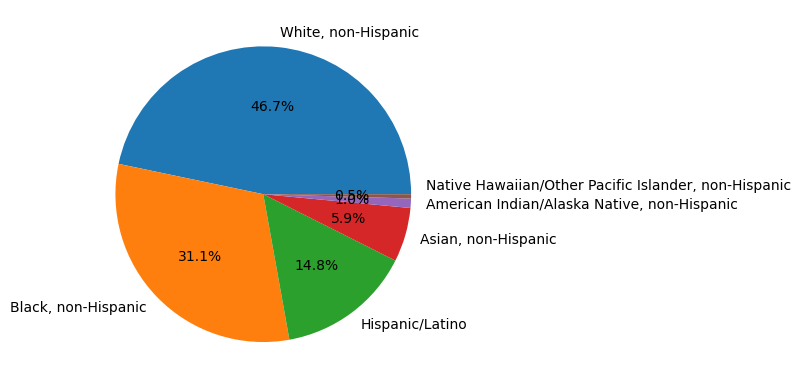 White, non-Hispanic
46.7%
Native Hawaiian/Other Pacific Islander, non-Hispanic
0.5%
American Indian/Alaska Native, non-Hispanic
1.0%
5.9%
Asian, non-Hispanic
31.1%
14.8%
Black, non-Hispanic
Hispanic/Latino